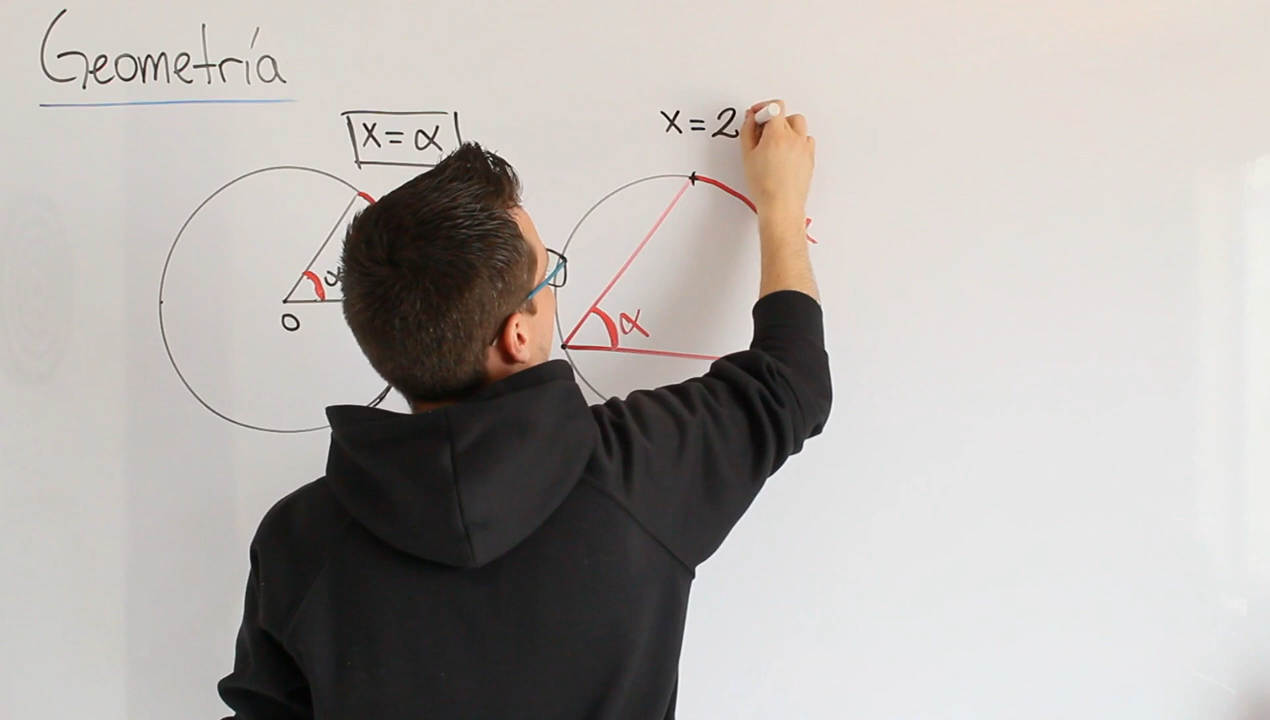 Geometría
x = α
x = 2
α
α
O